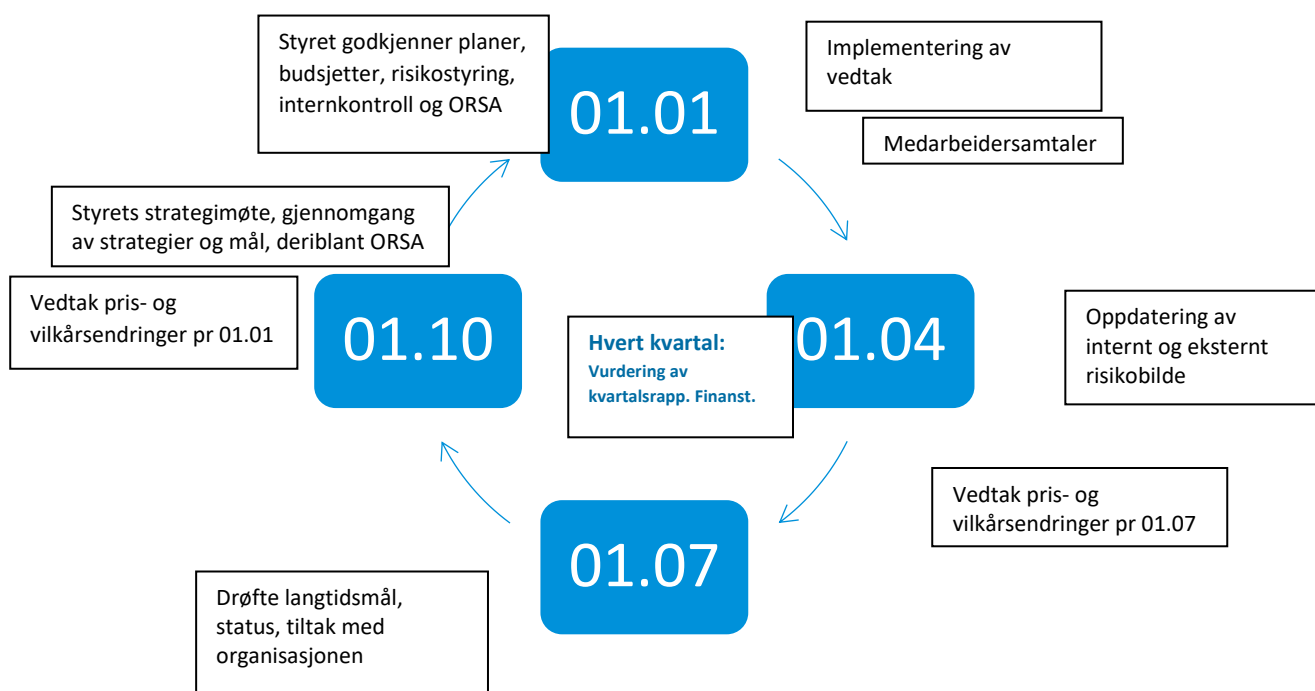 Styret godkjenner planer,
budsjetter, risikostyring,
internkontroll og ORSA
01.01
Implementering av
vedtak
Medarbeidersamtaler
Styrets strategimøte, gjennomgang
av strategier og mål, deriblant ORSA
Vedtak pris- og
vilkårsendringer pr 01.01
01.10
Hvert kvartal:
Vurdering av
kvartalsrapp. Finanst.
01.04
Oppdatering av
internt og eksternt
risikobilde
Vedtak pris- og
vilkårsendringer pr 01.07
01.07
Drøfte langtidsmål,
status, tiltak med
organisasjonen